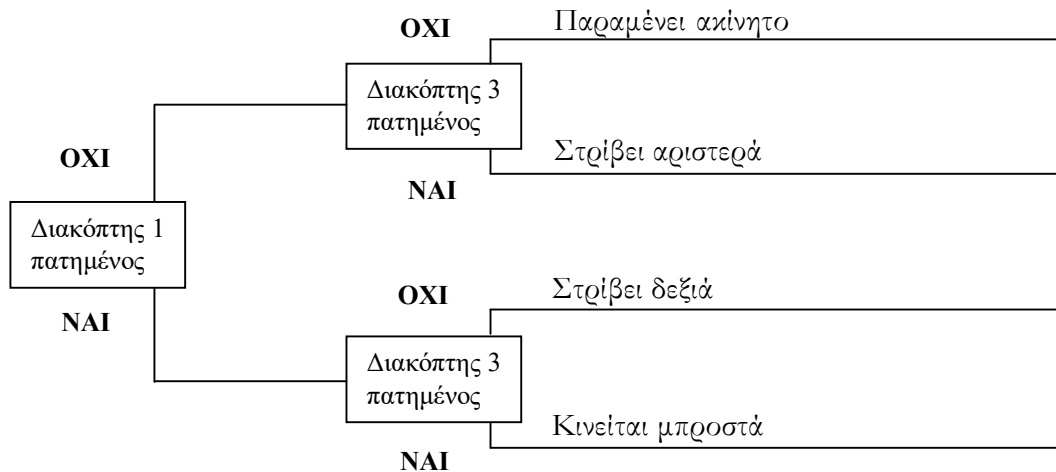 ΟΧΙ
Παραμένει ακίνητο
Διακόπτης 3
πατημένος
ΟΧΙ
Στρίβει αριστερά
ΝΑΙ
Διακόπτης 1
πατημένος
ΟΧΙ
Στρίβει δεξιά
ΝΑΙ
Διακόπτης 3
πατημένος
Κινείται μπροστά
ΝΑΙ